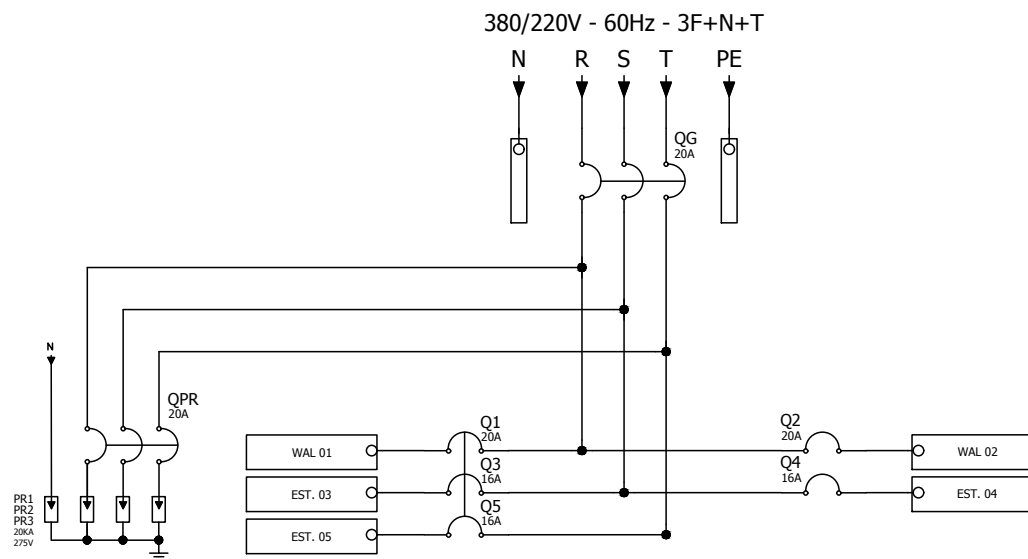 380/220V - 60Hz - 3F+N+T
N R S T PE
QG
20A
N
QPR
20A
PR1
PR2
PR3
20KA
275V
Q1
20A
WAL 01
Q2
20A
WAL 02
Q3
16A
EST. 03
Q4
16A
EST. 04
Q5
16A
EST. 05